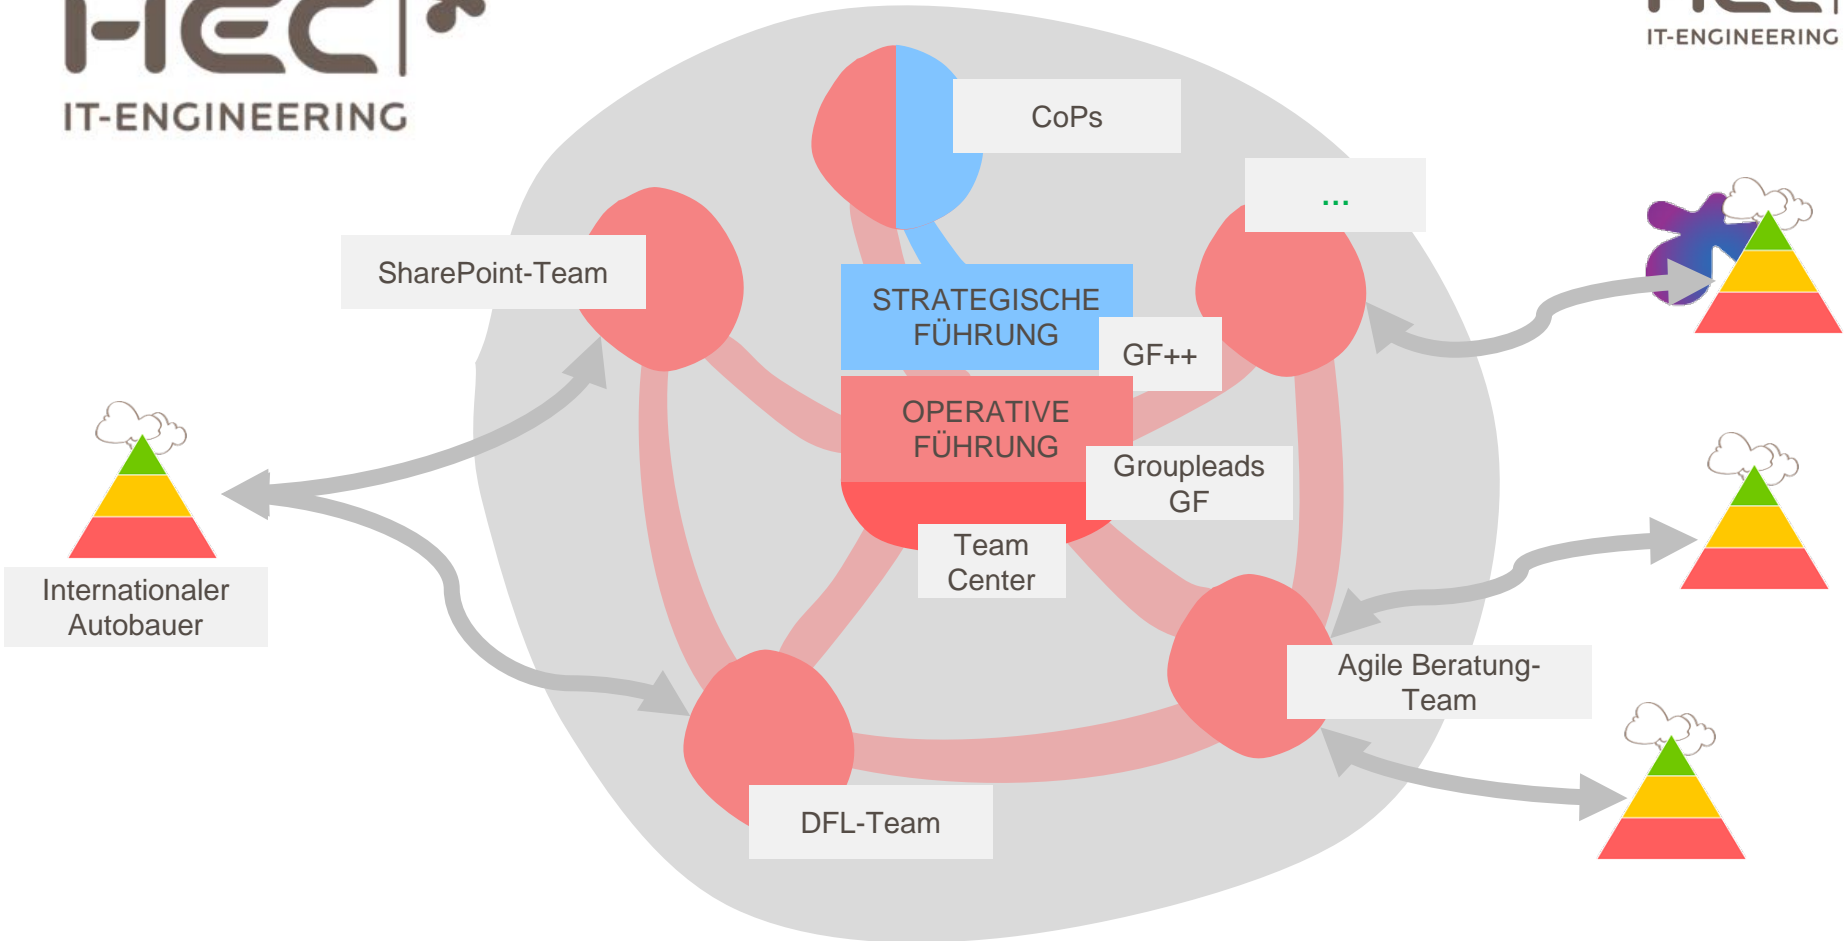 HEC
IT-ENGINEERING
HEC
IT-ENGINEERING
CoPs
...
SharePoint-Team
STRATEGISCHE
FÜHRUNG
GF++
OPERATIVE
FÜHRUNG
Groupleads
GF
Team
Center
Internationaler
Autobauer
Agile Beratung-
Team
DFL-Team